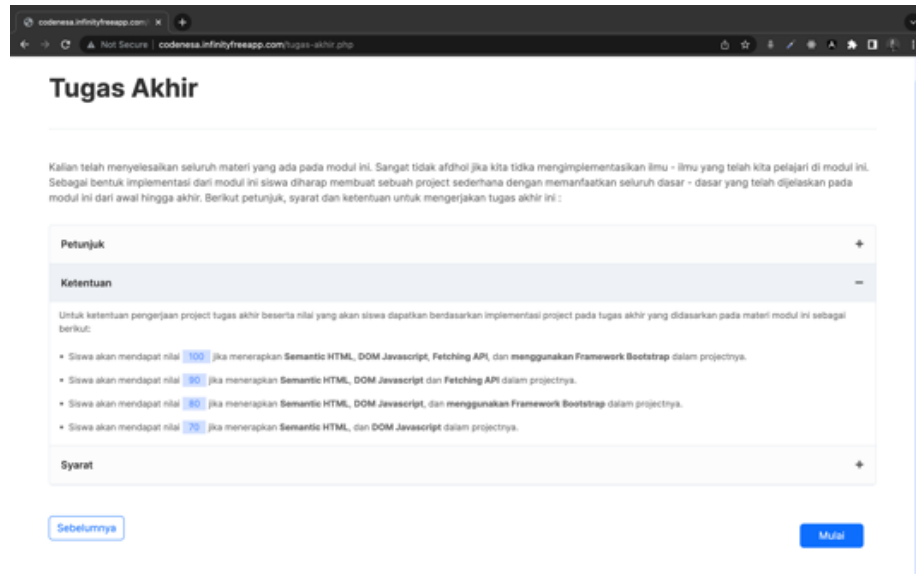 codenesa.infinityfreeapp.com/
Not Secure | codenesa.infinityfreeapp.com/tugas-akhir.php
Tugas Akhir
Kalian telah menyelesaikan seluruh materi yang ada pada modul ini. Sangat tidak afdhol jika kita tidka mengimplementasikan ilmu - ilmu yang telah kita pelajari di modul ini.
Sebagai bentuk implementasi dari modul ini siswa diharap membuat sebuah project sederhana dengan memanfaatkan seluruh dasar - dasar yang telah dijelaskan pada
modul ini dari awal hingga akhir. Berikut petunjuk, syarat dan ketentuan untuk mengerjakan tugas akhir ini :
Petunjuk +
Ketentuan −
Untuk ketentuan pengerjaan project tugas akhir beserta nilai yang akan siswa dapatkan berdasarkan implementasi project pada tugas akhir yang didasarkan pada materi modul ini sebagai
berikut:
• Siswa akan mendapat nilai 100 jika menerapkan Semantic HTML, DOM Javascript, Fetching API, dan menggunakan Framework Bootstrap dalam projectnya.
• Siswa akan mendapat nilai 90 jika menerapkan Semantic HTML, DOM Javascript dan Fetching API dalam projectnya.
• Siswa akan mendapat nilai 80 jika menerapkan Semantic HTML, DOM Javascript, dan menggunakan Framework Bootstrap dalam projectnya.
• Siswa akan mendapat nilai 70 jika menerapkan Semantic HTML, dan DOM Javascript dalam projectnya.
Syarat +
Sebelumnya
Mulai